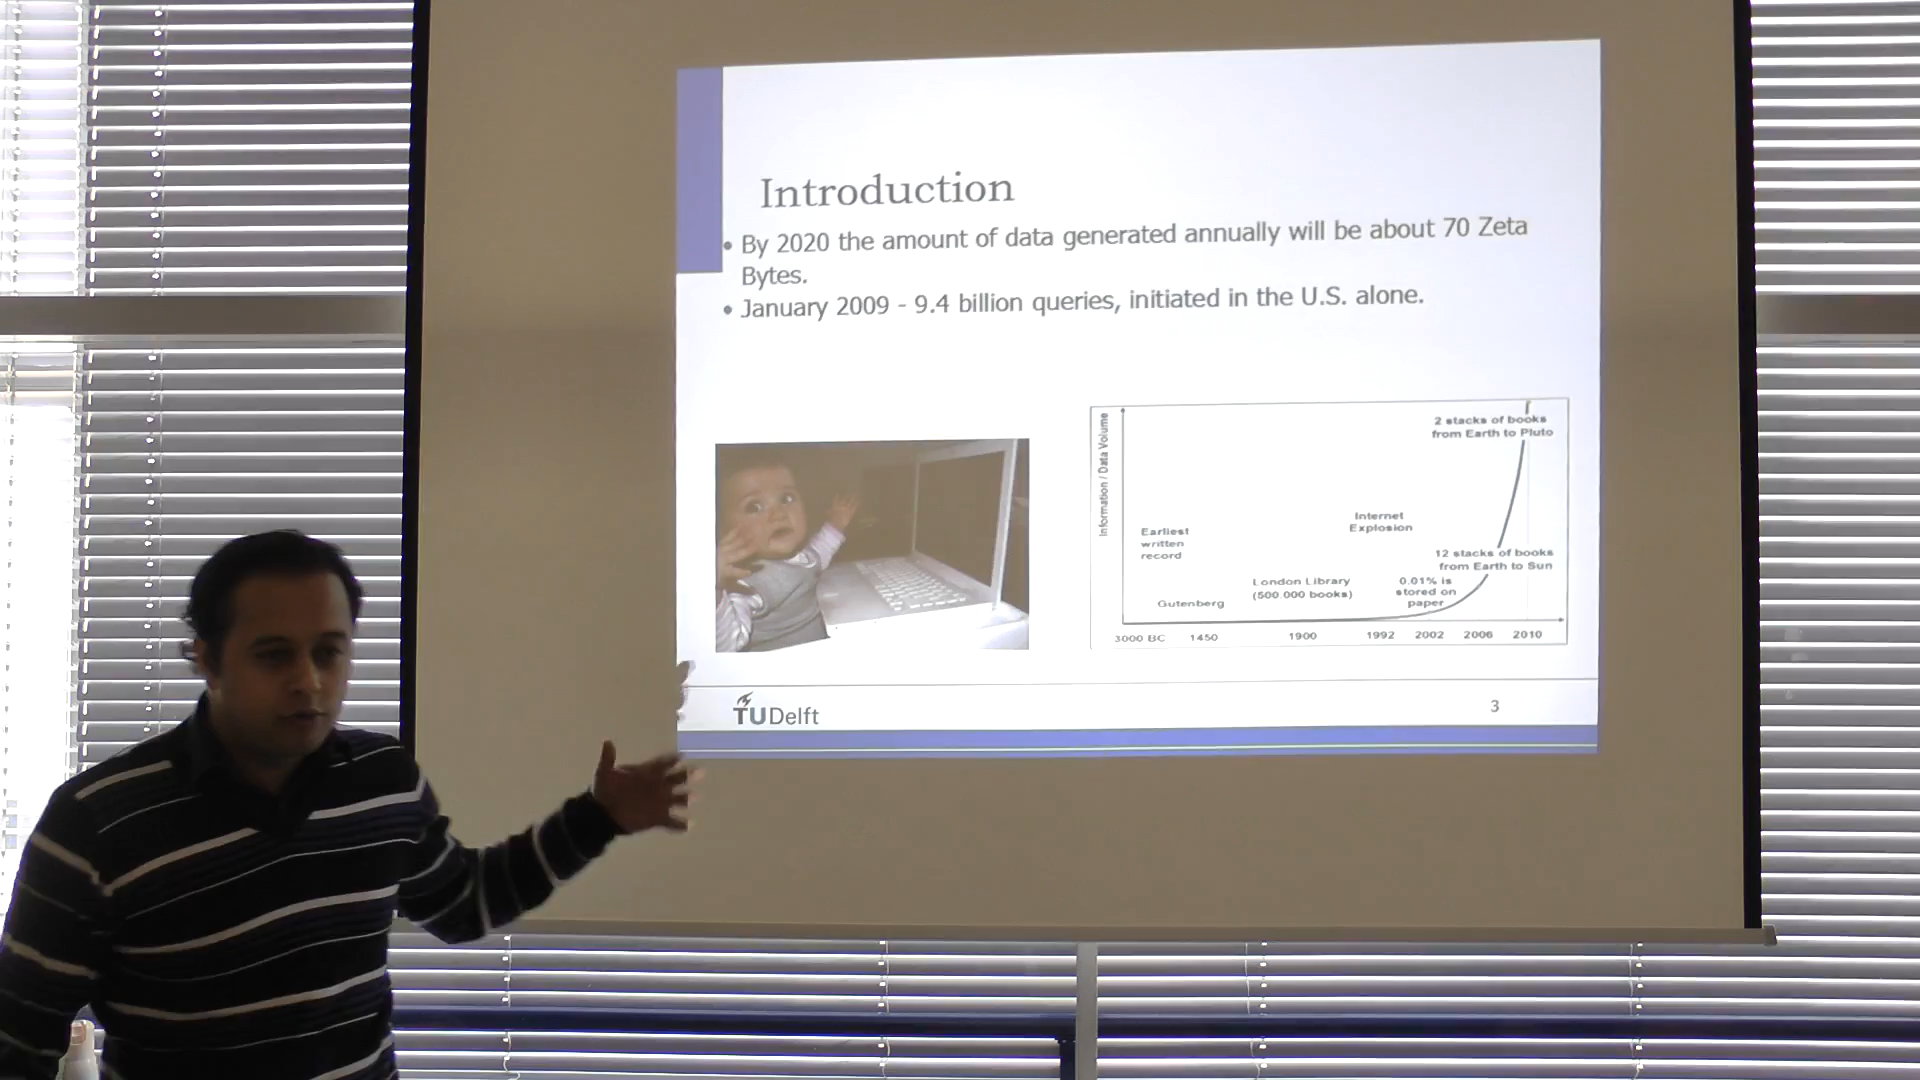 Introduction
• By 2020 the amount of data generated annually will be about 70 Zeta
Bytes.
• January 2009 - 9.4 billion queries, initiated in the U.S. alone.
Information / Data Volume
2 stacks of books
from Earth to Pluto
Internet
Explosion
Earliest
written
record
12 stacks of books
from Earth to Sun
London Library
(500.000 books)
0.01% is
stored on
paper
Gutenberg
3000 BC 1450 1900 1992 2002 2006 2010
TUDelft
3